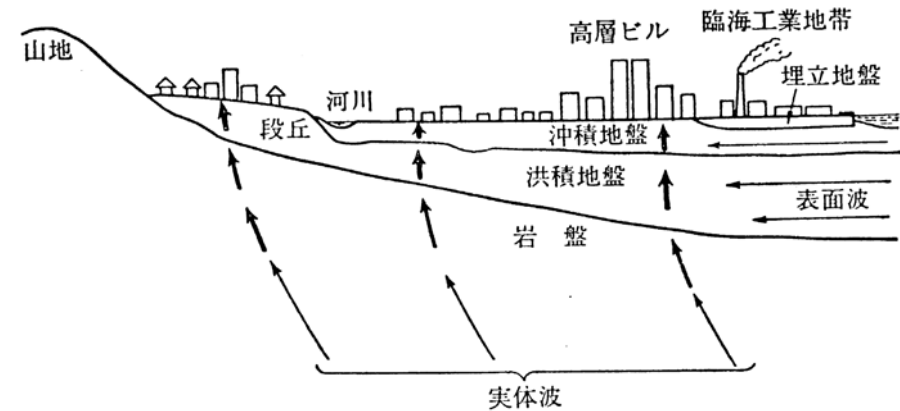 臨海工業地帯
高層ビル
山地
埋立地盤
河川
段丘
沖積地盤
洪積地盤
表面波
岩盤
実体波